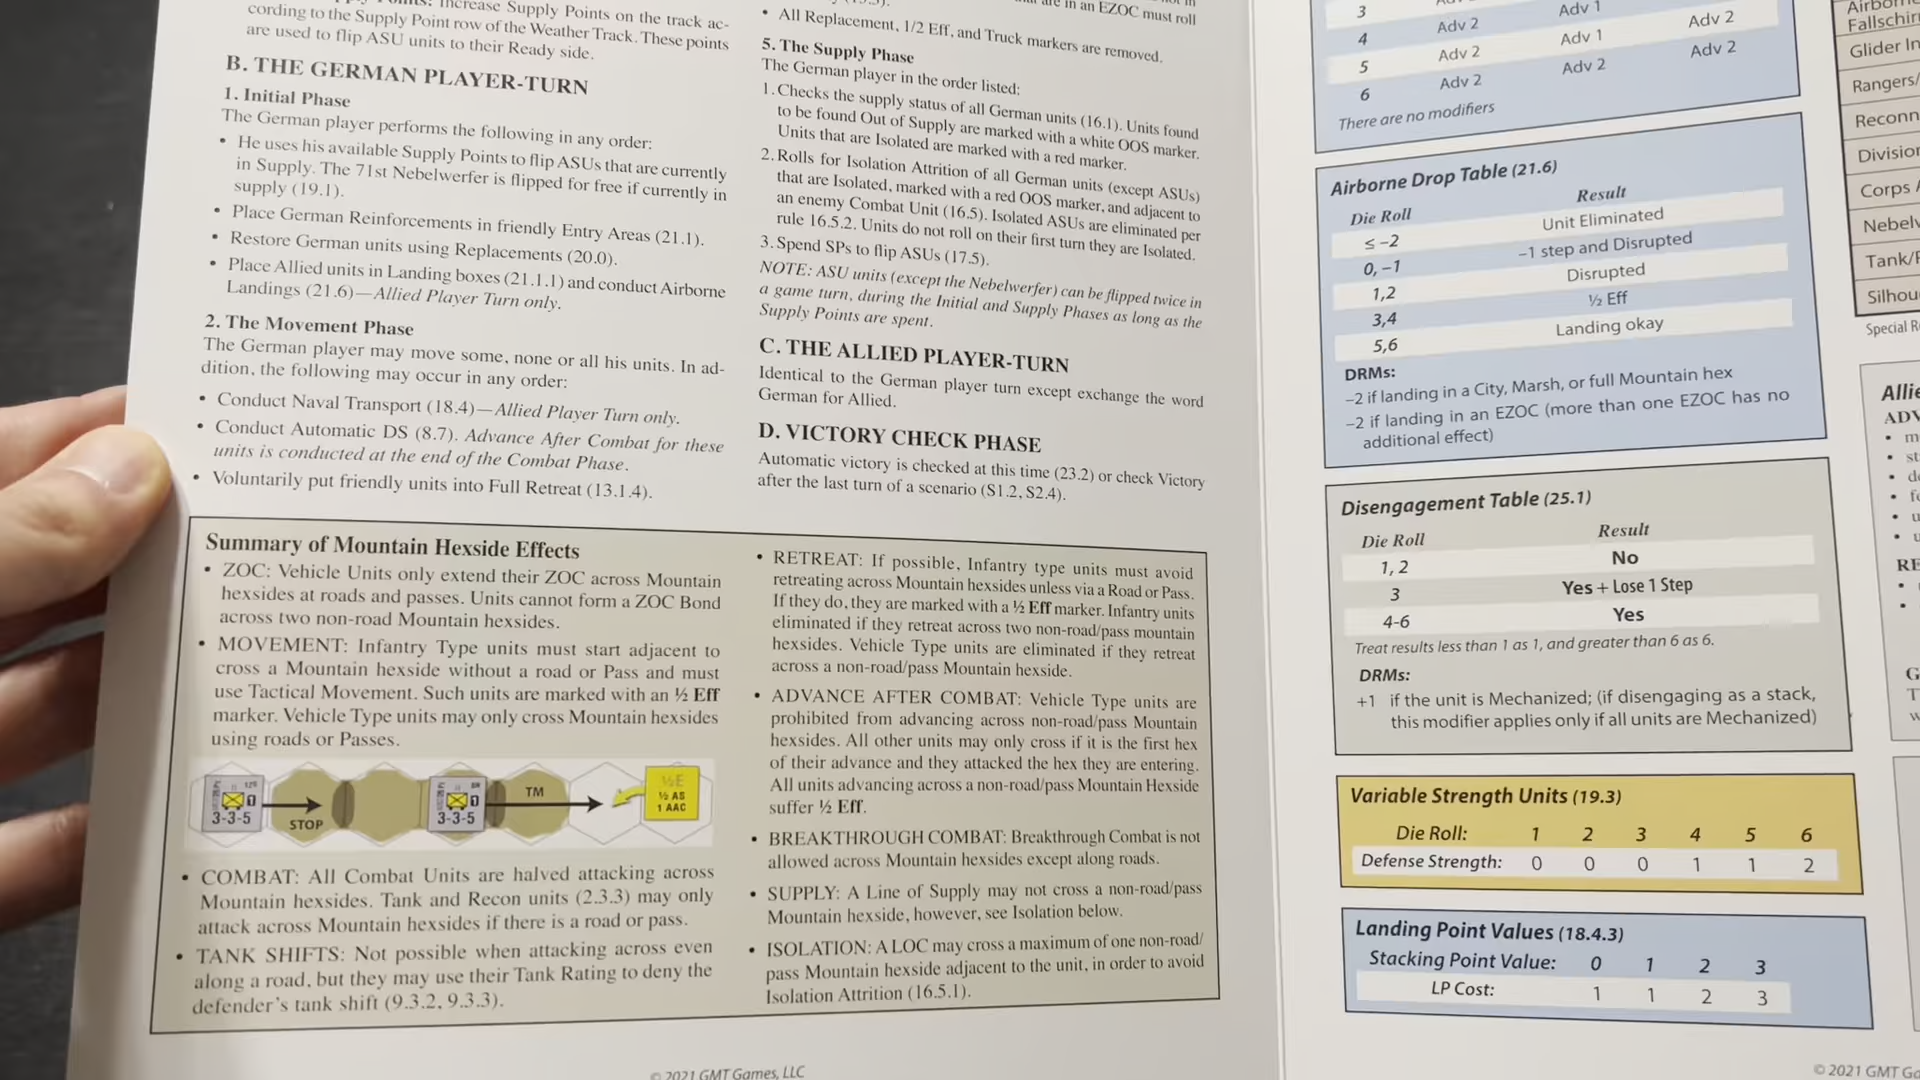 Increase Supply Points on the track ac-
cording to the Supply Point row of the Weather Track. These points
are used to flip ASU units to their Ready side.
B. THE GERMAN PLAYER-TURN
1. Initial Phase
The German player performs the following in any order:
• He uses his available Supply Points to flip ASUs that are currently
in Supply. The 71st Nebelwerfer is flipped for free if currently in
supply (19.1).
• Place German Reinforcements in friendly Entry Areas (21.1).
• Restore German units using Replacements (20.0).
• Place Allied units in Landing boxes (21.1.1) and conduct Airborne
Landings (21.6)—Allied Player Turn only.
2. The Movement Phase
The German player may move some, none or all his units. In ad-
dition, the following may occur in any order:
• Conduct Naval Transport (18.4)—Allied Player Turn only.
• Conduct Automatic DS (8.7). Advance After Combat for these
units is conducted at the end of the Combat Phase.
• Voluntarily put friendly units into Full Retreat (13.1.4).
are in an EZOC must roll
• All Replacement, 1/2 Eff, and Truck markers are removed.
5. The Supply Phase
The German player in the order listed:
1. Checks the supply status of all German units (16.1). Units found
to be found Out of Supply are marked with a white OOS marker.
Units that are Isolated are marked with a red marker.
2. Rolls for Isolation Attrition of all German units (except ASUs)
that are Isolated, marked with a red OOS marker, and adjacent to
an enemy Combat Unit (16.5). Isolated ASUs are eliminated per
rule 16.5.2. Units do not roll on their first turn they are Isolated.
3. Spend SPs to flip ASUs (17.5).
NOTE: ASU units (except the Nebelwerfer) can be flipped twice in
a game turn, during the Initial and Supply Phases as long as the
Supply Points are spent.
C. THE ALLIED PLAYER-TURN
Identical to the German player turn except exchange the word
German for Allied.
D. VICTORY CHECK PHASE
Automatic victory is checked at this time (23.2) or check Victory
after the last turn of a scenario (S1.2, S2.4).
Summary of Mountain Hexside Effects
• ZOC: Vehicle Units only extend their ZOC across Mountain
hexsides at roads and passes. Units cannot form a ZOC Bond
across two non-road Mountain hexsides.
• MOVEMENT: Infantry Type units must start adjacent to
cross a Mountain hexside without a road or Pass and must
use Tactical Movement. Such units are marked with an ½ Eff
marker. Vehicle Type units may only cross Mountain hexsides
using roads or Passes.
1
3-3-5
STOP
1
3-3-5
TM
½E
½ AS
1 AAC
• COMBAT: All Combat Units are halved attacking across
Mountain hexsides. Tank and Recon units (2.3.3) may only
attack across Mountain hexsides if there is a road or pass.
• TANK SHIFTS: Not possible when attacking across even
along a road, but they may use their Tank Rating to deny the
defender's tank shift (9.3.2, 9.3.3).
• RETREAT: If possible, Infantry type units must avoid
retreating across Mountain hexsides unless via a Road or Pass.
If they do, they are marked with a ½ Eff marker. Infantry units
eliminated if they retreat across two non-road/pass mountain
hexsides. Vehicle Type units are eliminated if they retreat
across a non-road/pass Mountain hexside.
• ADVANCE AFTER COMBAT: Vehicle Type units are
prohibited from advancing across non-road/pass Mountain
hexsides. All other units may only cross if it is the first hex
of their advance and they attacked the hex they are entering.
All units advancing across a non-road/pass Mountain Hexside
suffer ½ Eff.
• BREAKTHROUGH COMBAT: Breakthrough Combat is not
allowed across Mountain hexsides except along roads.
• SUPPLY: A Line of Supply may not cross a non-road/pass
Mountain hexside, however, see Isolation below.
• ISOLATION: A LOC may cross a maximum of one non-road/
pass Mountain hexside adjacent to the unit, in order to avoid
Isolation Attrition (16.5.1).
© 2021 GMT Games, LLC
3
4 Adv 2 Adv 1 Adv 2
5 Adv 2 Adv 1 Adv 2
6 Adv 2 Adv 2
There are no modifiers
Airborne Drop Table (21.6)
Die Roll Result
≤ –2 Unit Eliminated
0, –1 –1 step and Disrupted
1,2 Disrupted
3,4 ½ Eff
5,6 Landing okay
DRMs:
–2 if landing in a City, Marsh, or full Mountain hex
–2 if landing in an EZOC (more than one EZOC has no
additional effect)
Disengagement Table (25.1)
Die Roll Result
1, 2 No
3 Yes + Lose 1 Step
4-6 Yes
Treat results less than 1 as 1, and greater than 6 as 6.
DRMs:
+1 if the unit is Mechanized; (if disengaging as a stack,
this modifier applies only if all units are Mechanized)
Variable Strength Units (19.3)
Die Roll: 1 2 3 4 5 6
Defense Strength: 0 0 0 1 1 2
Landing Point Values (18.4.3)
Stacking Point Value: 0 1 2 3
LP Cost: 1 1 2 3
Glider In
Rangers/
Reconn
Division
Corps
Nebelw
Tank/
Silhou
Special R
Allie
ADV
RE
© 2021 GMT Ga